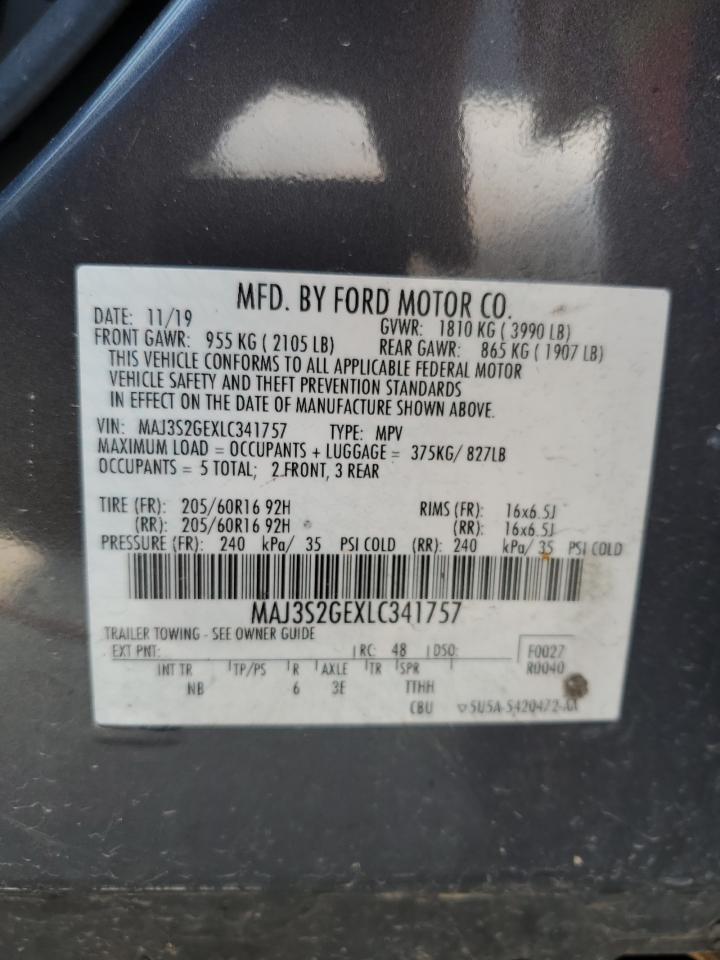 MFD. BY FORD MOTOR CO.
DATE: 11/19 GVWR: 1810 KG ( 3990 LB)
FRONT GAWR: 955 KG ( 2105 LB) REAR GAWR: 865 KG ( 1907 LB)
THIS VEHICLE CONFORMS TO ALL APPLICABLE FEDERAL MOTOR
VEHICLE SAFETY AND THEFT PREVENTION STANDARDS
IN EFFECT ON THE DATE OF MANUFACTURE SHOWN ABOVE.
VIN: MAJ3S2GEXLC341757 TYPE: MPV
MAXIMUM LOAD = OCCUPANTS + LUGGAGE = 375KG/ 827LB
OCCUPANTS = 5 TOTAL; 2 FRONT, 3 REAR
TIRE (FR): 205/60R16 92H RIMS (FR): 16x6.5J
(RR): 205/60R16 92H (RR): 16x6.5J
PRESSURE (FR): 240 kPa/ 35 PSI COLD (RR): 240 kPa/ 35 PSI COLD
MAJ3S2GEXLC341757
TRAILER TOWING - SEE OWNER GUIDE
EXT PNT: RC: 48 DSO: F0027
INT TR TP/PS R AXLE TR SPR R0040
NB 6 3E TTHH
CBU